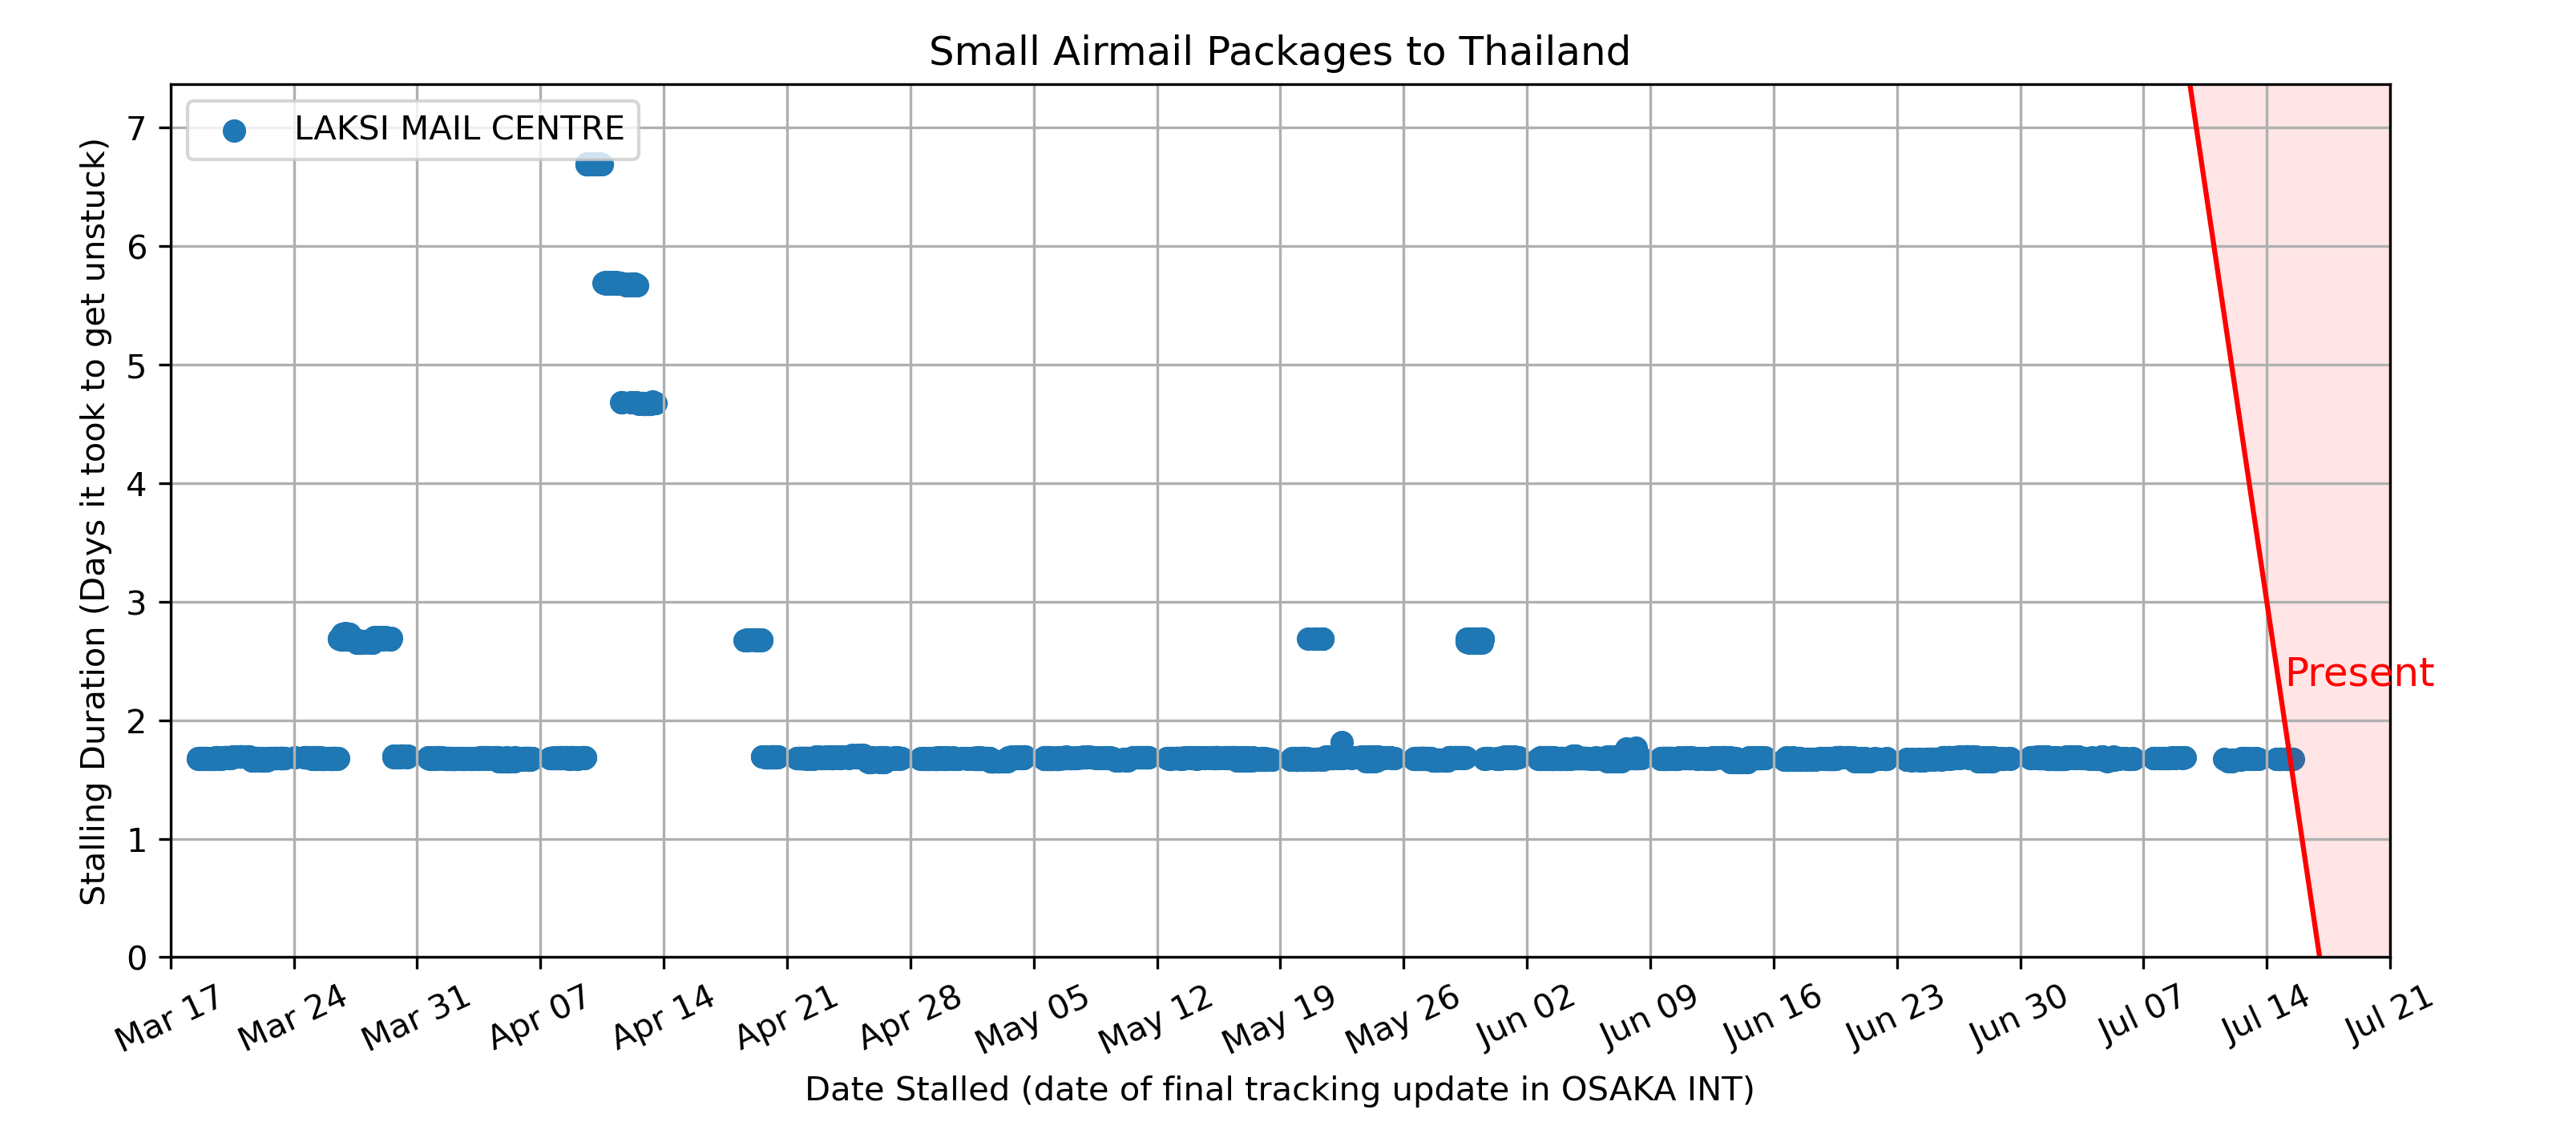 Small Airmail Packages to Thailand
LAKSI MAIL CENTRE
Stalling Duration (Days it took to get unstuck)
7
6
5
4
3
2
1
0
Present
Mar 17
Mar 24
Mar 31
Apr 07
Apr 14
Apr 21
Apr 28
May 05
May 12
May 19
May 26
Jun 02
Jun 09
Jun 16
Jun 23
Jun 30
Jul 07
Jul 14
Jul 21
Date Stalled (date of final tracking update in OSAKA INT)